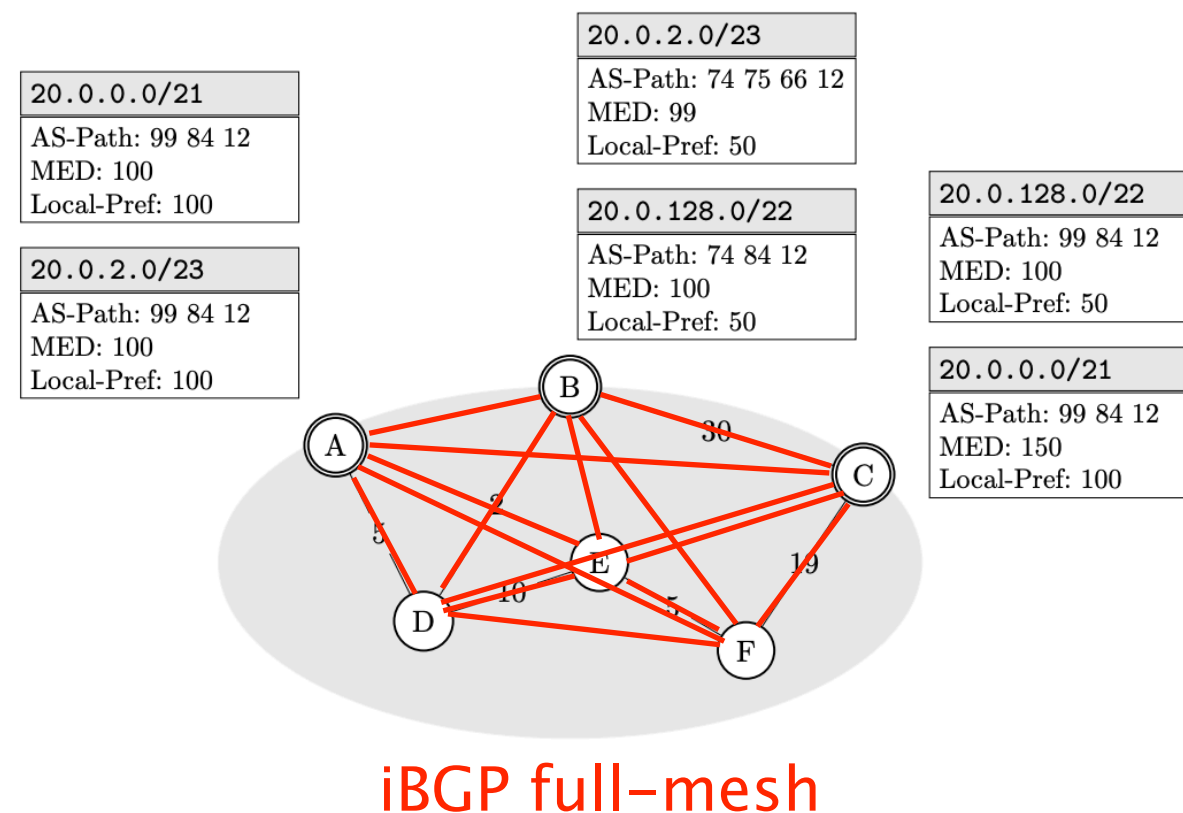 20.0.0.0/21
AS-Path: 99 84 12
MED: 100
Local-Pref: 100
20.0.2.0/23
AS-Path: 99 84 12
MED: 100
Local-Pref: 100
20.0.2.0/23
AS-Path: 74 75 66 12
MED: 99
Local-Pref: 50
20.0.128.0/22
AS-Path: 74 84 12
MED: 100
Local-Pref: 50
20.0.128.0/22
AS-Path: 99 84 12
MED: 100
Local-Pref: 50
20.0.0.0/21
AS-Path: 99 84 12
MED: 150
Local-Pref: 100
B
A
30
C
2
5
E
19
10
5
D
F
iBGP full-mesh